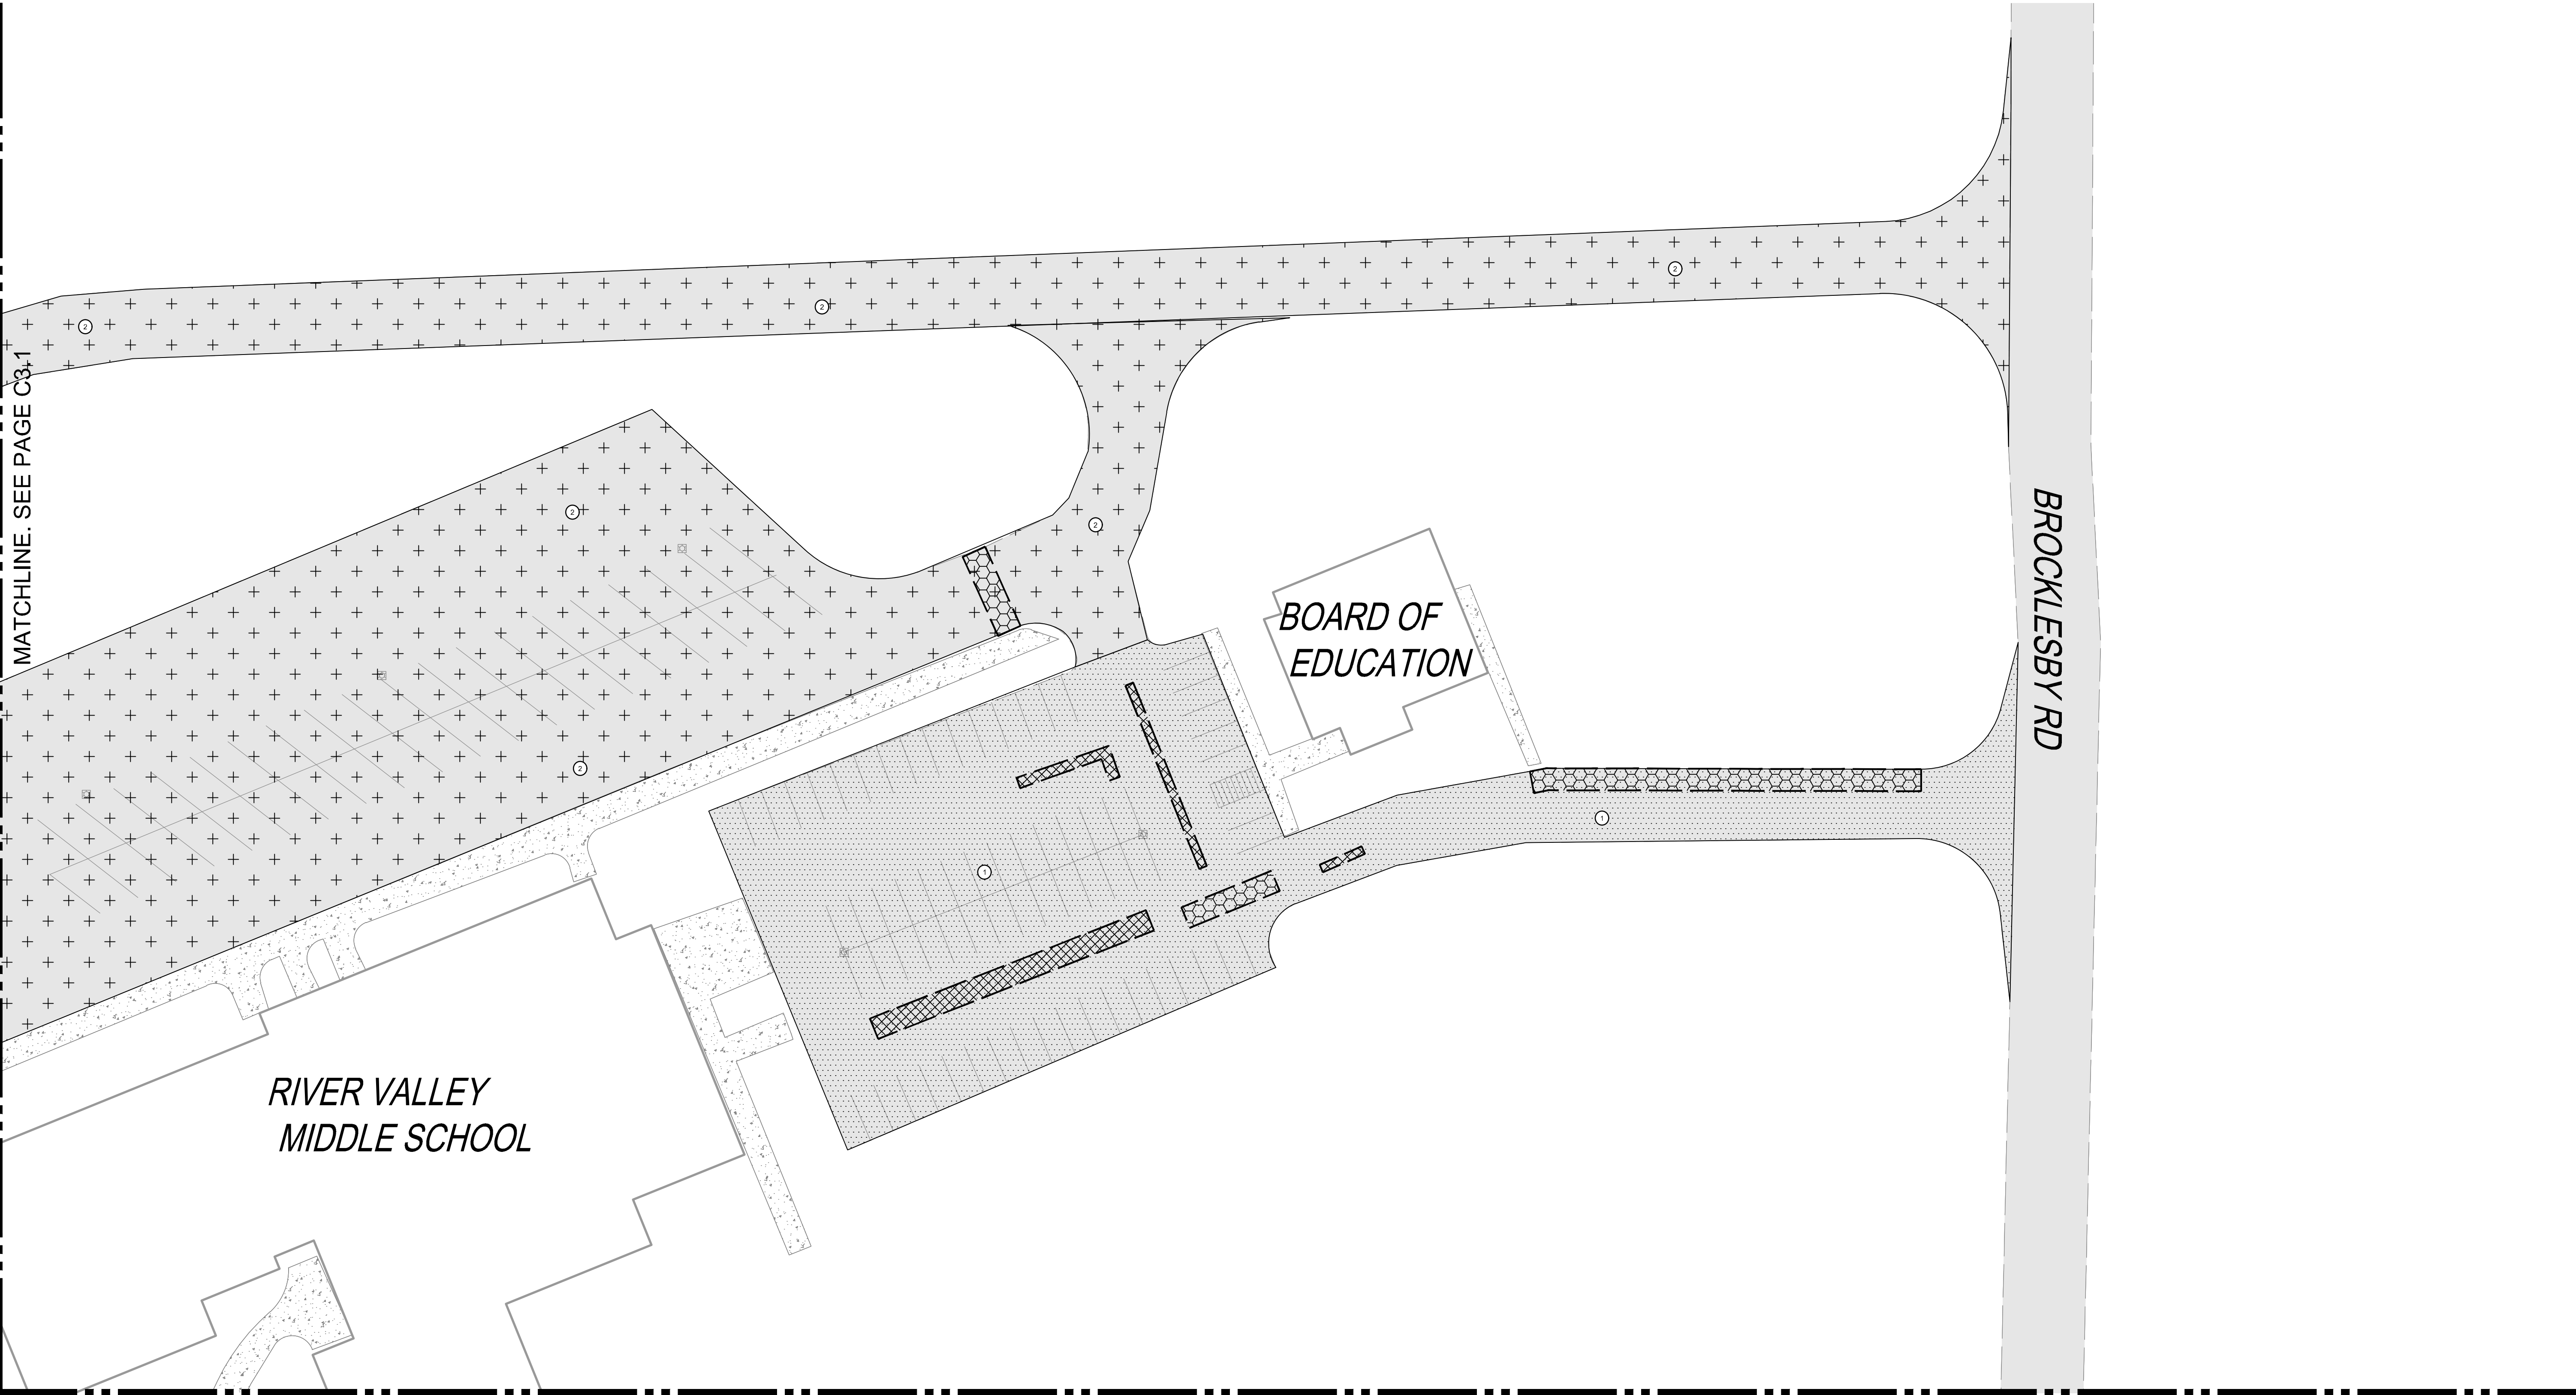 2
2
2
MATCHLINE. SEE PAGE C3.1
2
2
BROCKLESBY RD
BOARD OF
EDUCATION
2
1
1
RIVER VALLEY
MIDDLE SCHOOL